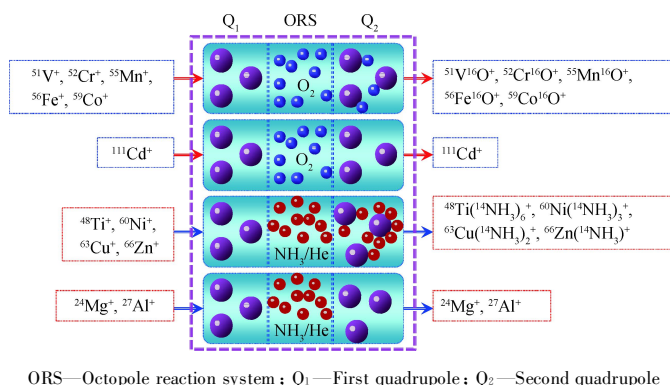 Q₁ ORS Q₂
⁵¹V⁺, ⁵²Cr⁺, ⁵⁵Mn⁺,
⁵⁶Fe⁺, ⁵⁹Co⁺
O₂
⁵¹V¹⁶O⁺, ⁵²Cr¹⁶O⁺, ⁵⁵Mn¹⁶O⁺,
⁵⁶Fe¹⁶O⁺, ⁵⁹Co¹⁶O⁺
¹¹¹Cd⁺
O₂
¹¹¹Cd⁺
⁴⁸Ti⁺, ⁶⁰Ni⁺,
⁶³Cu⁺, ⁶⁶Zn⁺
NH₃/He
⁴⁸Ti(¹⁴NH₃)₆⁺, ⁶⁰Ni(¹⁴NH₃)₃⁺,
⁶³Cu(¹⁴NH₃)₂⁺, ⁶⁶Zn(¹⁴NH₃)⁺
²⁴Mg⁺, ²⁷Al⁺
NH₃/He
²⁴Mg⁺, ²⁷Al⁺
ORS—Octopole reaction system; Q₁—First quadrupole; Q₂—Second quadrupole